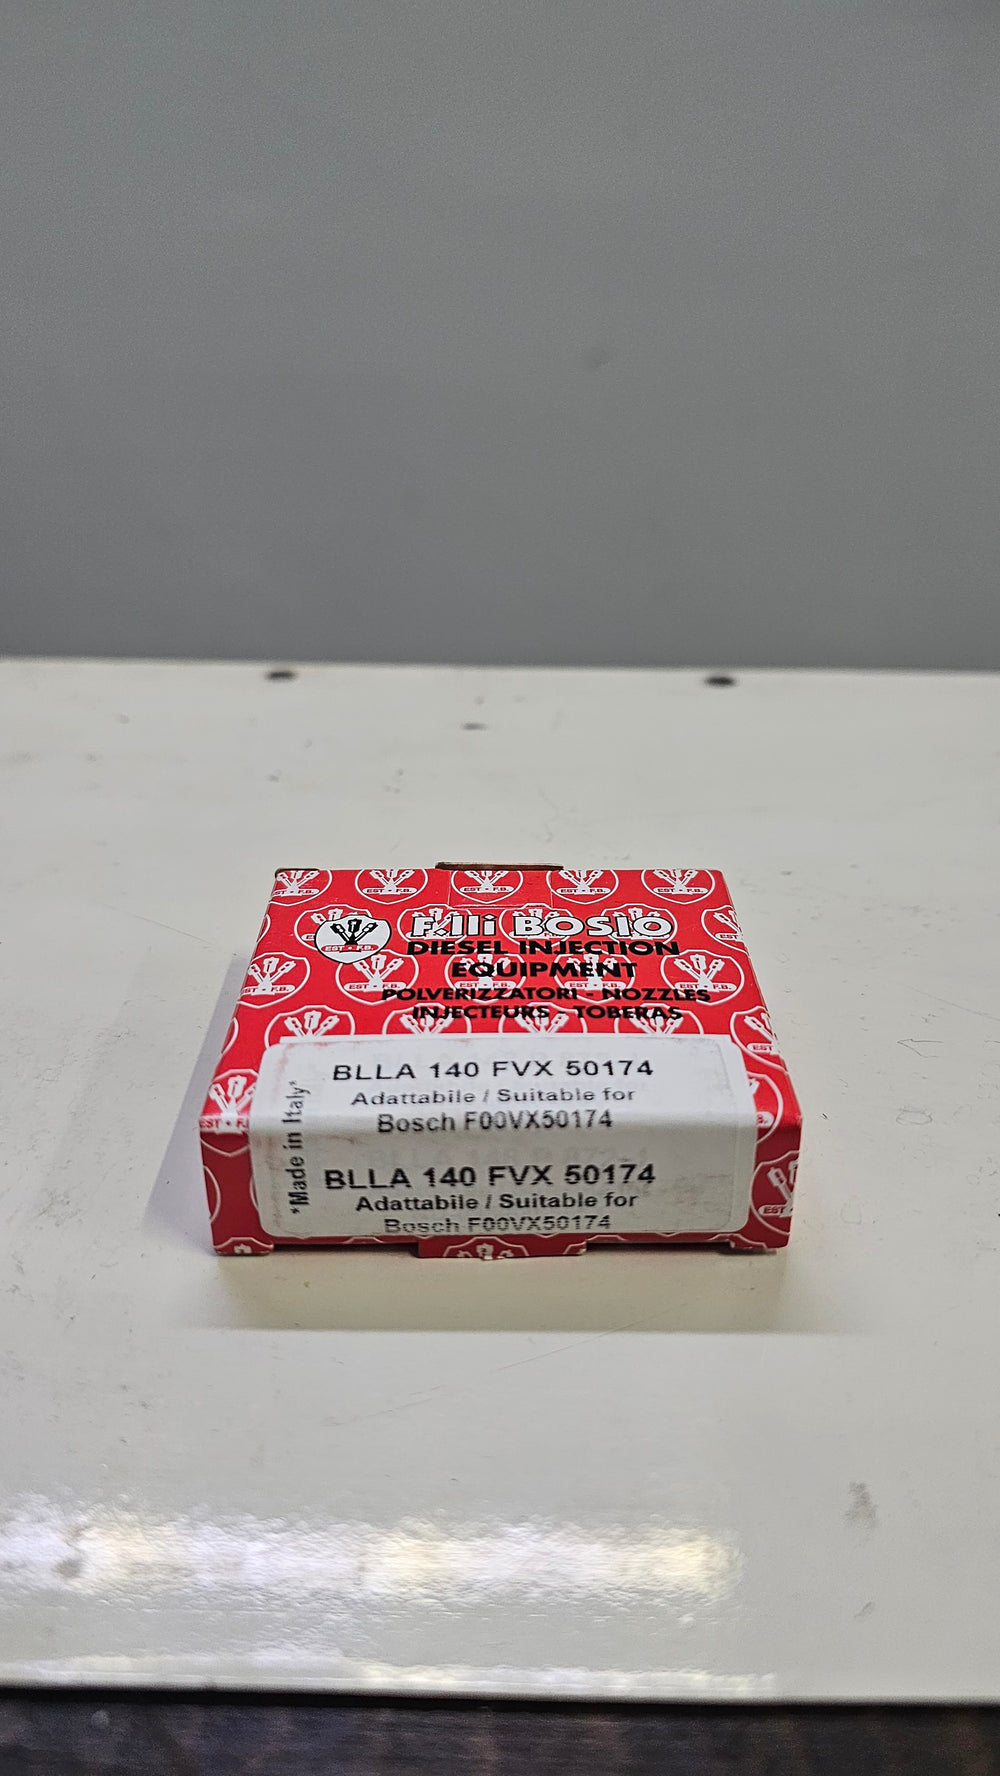 F.lli BOSIO
EST • F.B.
DIESEL INJECTION
EQUIPMENT
POLVERIZZATORI - NOZZLES
INJECTEURS - TOBERAS
"Made in Italy"
BLLA 140 FVX 50174
Adattabile / Suitable for
Bosch F00VX50174
BLLA 140 FVX 50174
Adattabile / Suitable for
Bosch F00VX50174